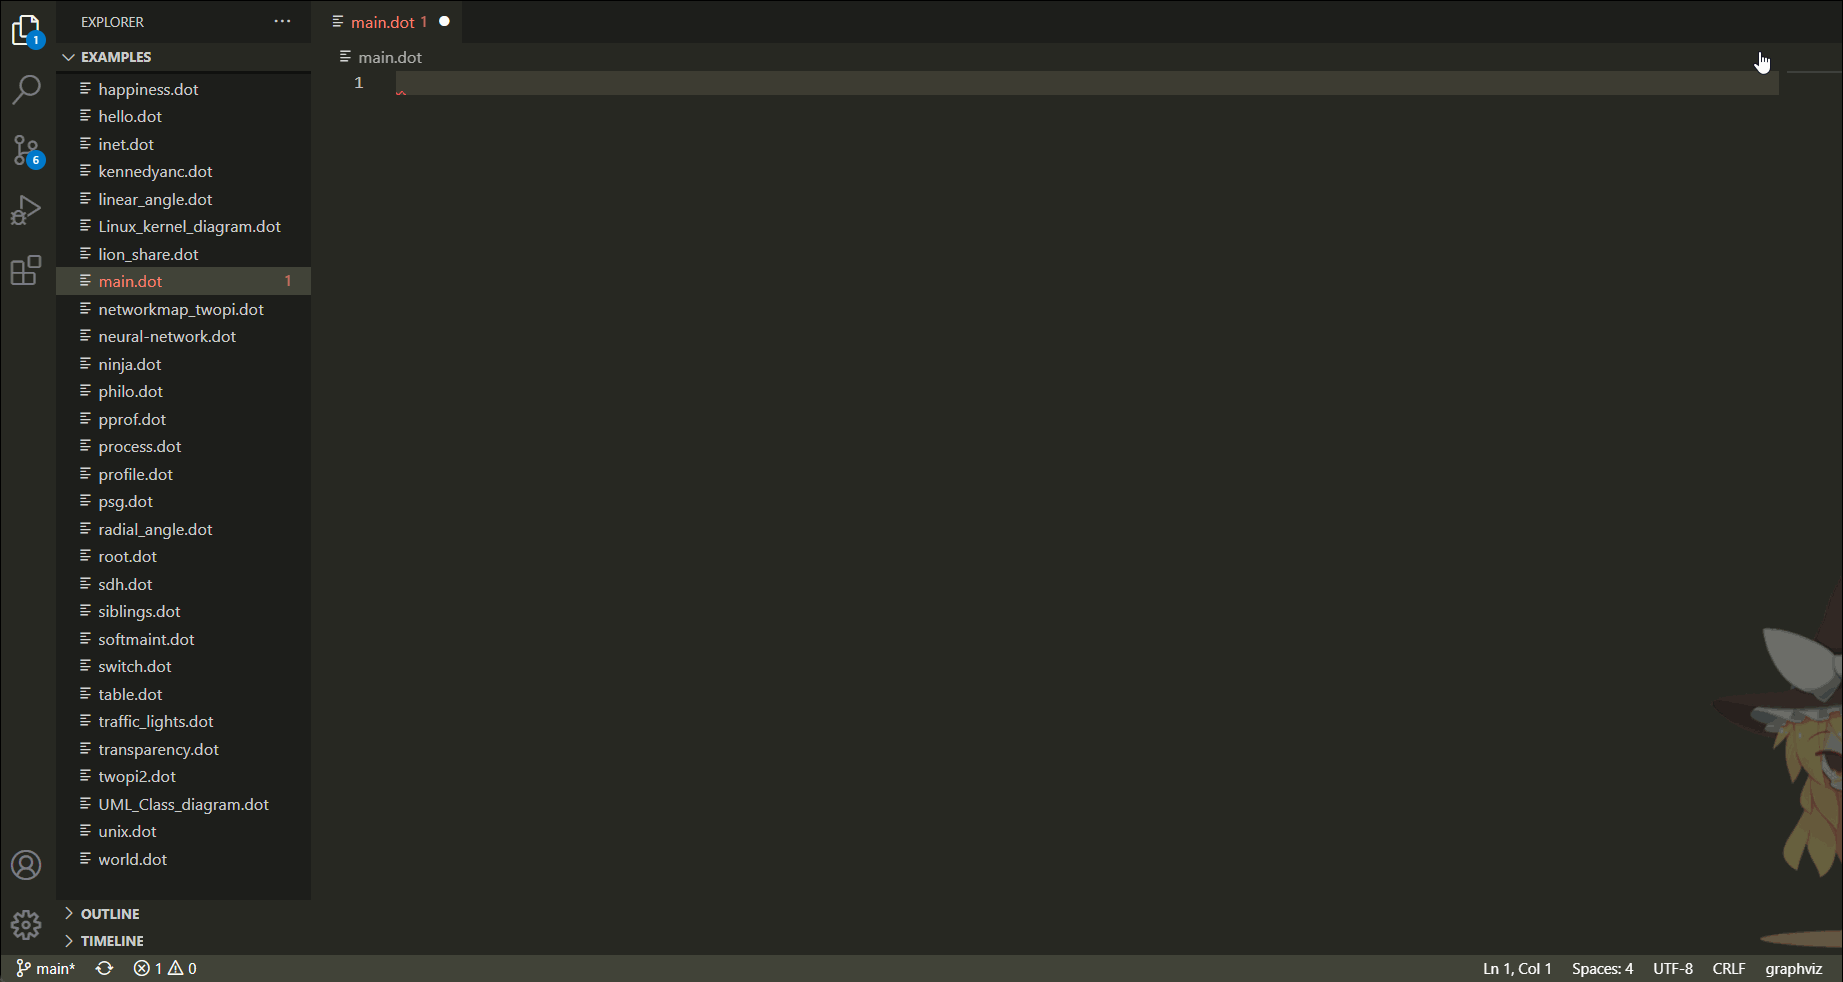 EXPLORER
main.dot 1
1
EXAMPLES
main.dot
1
happiness.dot
hello.dot
inet.dot
6
kennedyanc.dot
linear_angle.dot
Linux_kernel_diagram.dot
lion_share.dot
main.dot 1
networkmap_twopi.dot
neural-network.dot
ninja.dot
philo.dot
pprof.dot
process.dot
profile.dot
psg.dot
radial_angle.dot
root.dot
sdh.dot
siblings.dot
softmaint.dot
switch.dot
table.dot
traffic_lights.dot
transparency.dot
twopi2.dot
UML_Class_diagram.dot
unix.dot
world.dot
OUTLINE
TIMELINE
main* 1 0 Ln 1, Col 1 Spaces: 4 UTF-8 CRLF graphviz